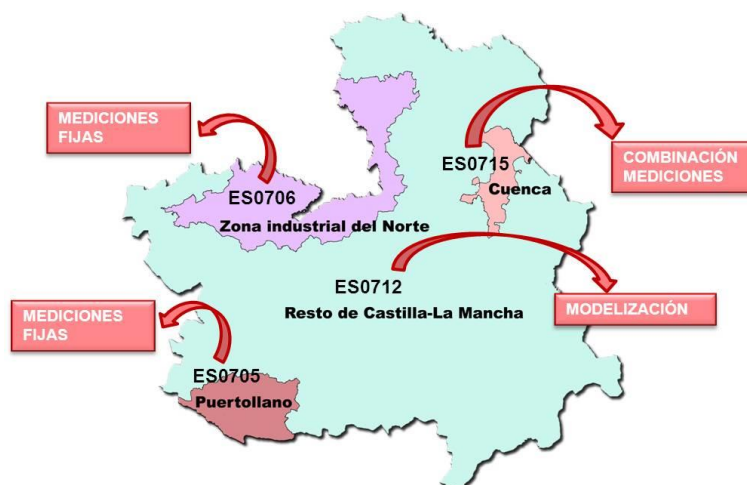 MEDICIONES
FIJAS
ES0706
Zona industrial del Norte
ES0715
Cuenca
COMBINACIÓN
MEDICIONES
ES0712
Resto de Castilla-La Mancha
MODELIZACIÓN
MEDICIONES
FIJAS
ES0705
Puertollano